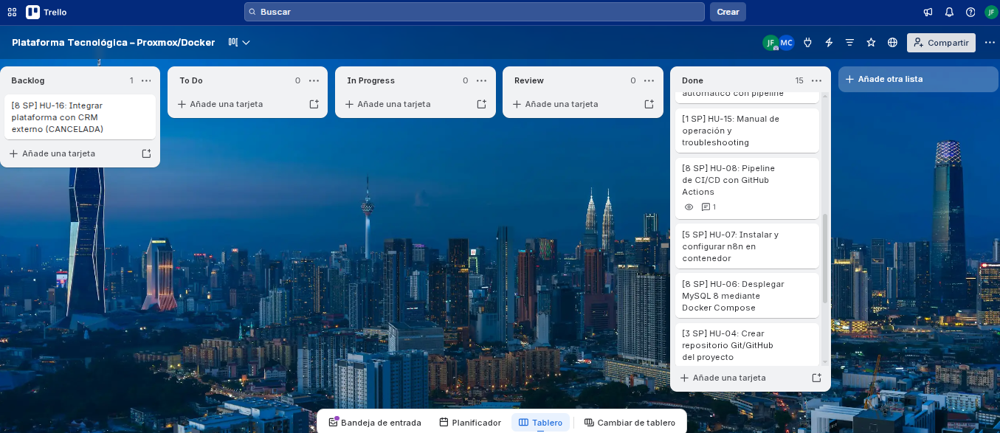 Trello
Buscar
Crear
JF
Plataforma Tecnológica – Proxmox/Docker
JF
MC
Compartir
Backlog
1
[8 SP] HU-16: Integrar
plataforma con CRM
externo (CANCELADA)
Añade una tarjeta
To Do
0
Añade una tarjeta
In Progress
0
Añade una tarjeta
Review
0
Añade una tarjeta
Done
15
automático con pipeline
[1 SP] HU-15: Manual de
operación y
troubleshooting
[8 SP] HU-08: Pipeline
de CI/CD con GitHub
Actions
1
[5 SP] HU-07: Instalar y
configurar n8n en
contenedor
[8 SP] HU-06: Desplegar
MySQL 8 mediante
Docker Compose
[3 SP] HU-04: Crear
repositorio Git/GitHub
del proyecto
Añade una tarjeta
Añade otra lista
Bandeja de entrada
Planificador
Tablero
Cambiar de tablero